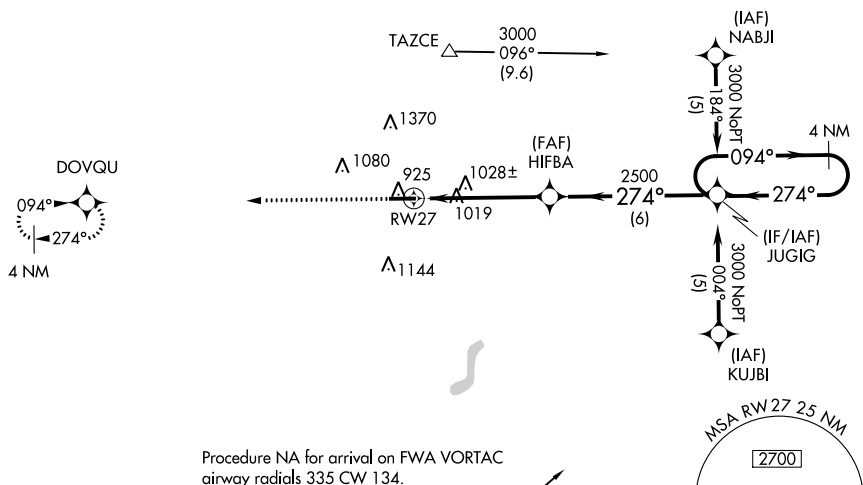 (IAF)
NABJI
TAZCE
3000
096°
(9.6)
3000 NoPT
184°
(5)
1370
4 NM
(FAF)
HIFBA
094°
DOVQU
1080
925
1028±
2500
274°
(6)
274°
094°
RW27
1019
274°
(IF/IAF)
JUGIG
4 NM
1144
3000 NoPT
004°
(5)
(IAF)
KUJBI
MSA RW27 25 NM
2700
Procedure NA for arrival on FWA VORTAC
airway radials 335 CW 134.